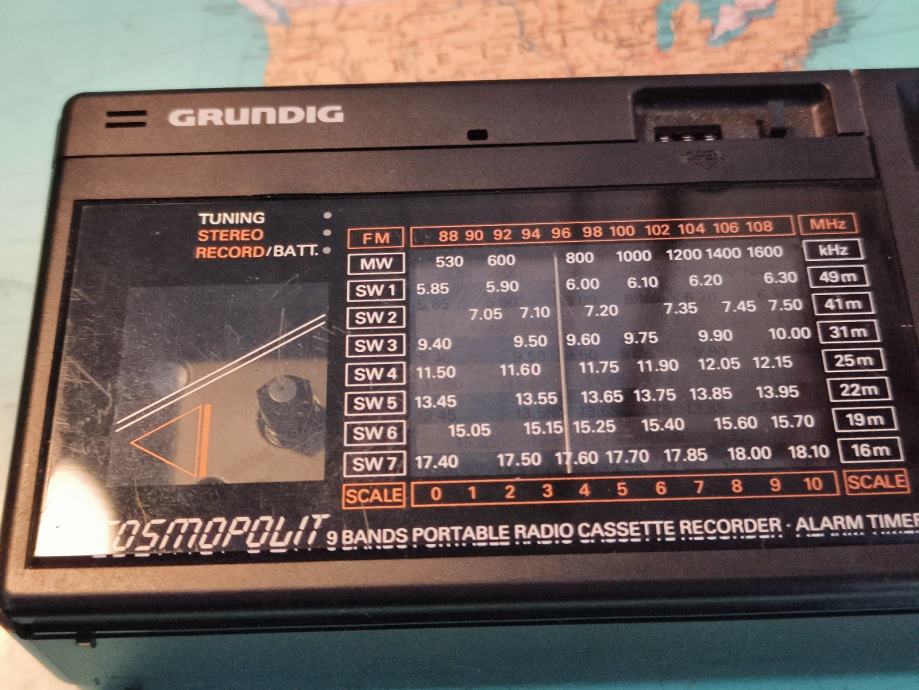 GRUNDIG
OPEN
TUNING
STEREO
RECORD/BATT.
FM 88 90 92 94 96 98 100 102 104 106 108 MHz
MW 530 600 800 1000 1200 1400 1600 kHz
SW 1 5.85 5.90 6.00 6.10 6.20 6.30 49m
SW 2 7.05 7.10 7.20 7.35 7.45 7.50 41m
SW 3 9.40 9.50 9.60 9.75 9.90 10.00 31m
SW 4 11.50 11.60 11.75 11.90 12.05 12.15 25m
SW 5 13.45 13.55 13.65 13.75 13.85 13.95 22m
SW 6 15.05 15.15 15.25 15.40 15.60 15.70 19m
SW 7 17.40 17.50 17.60 17.70 17.85 18.00 18.10 16m
SCALE 0 1 2 3 4 5 6 7 8 9 10 SCALE
COSMOPOLIT 9 BANDS PORTABLE RADIO CASSETTE RECORDER · ALARM TIMER